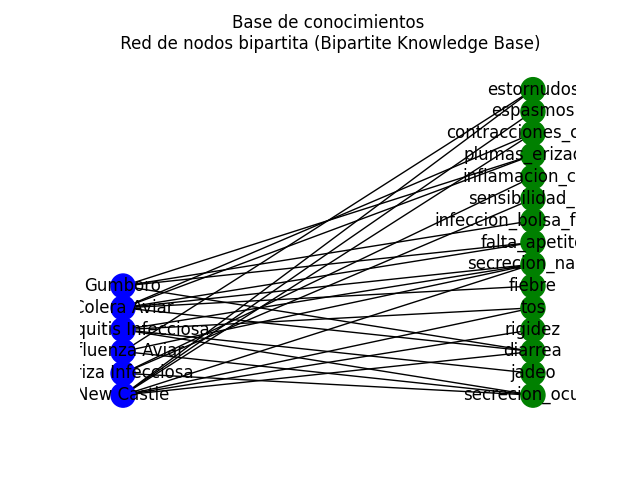 Base de conocimientos
Red de nodos bipartita (Bipartite Knowledge Base)
estornudos
espasmos
contracciones_c
plumas_erizad
inflamacion_c
sensibilidad_
infeccion_bolsa_f
falta_apetito
secrecion_na
fiebre
tos
rigidez
diarrea
jadeo
secrecion_ocu
Gumboro
Colera Aviar
quitis Infecciosa
fluenza Aviar
riza Infecciosa
New Castle